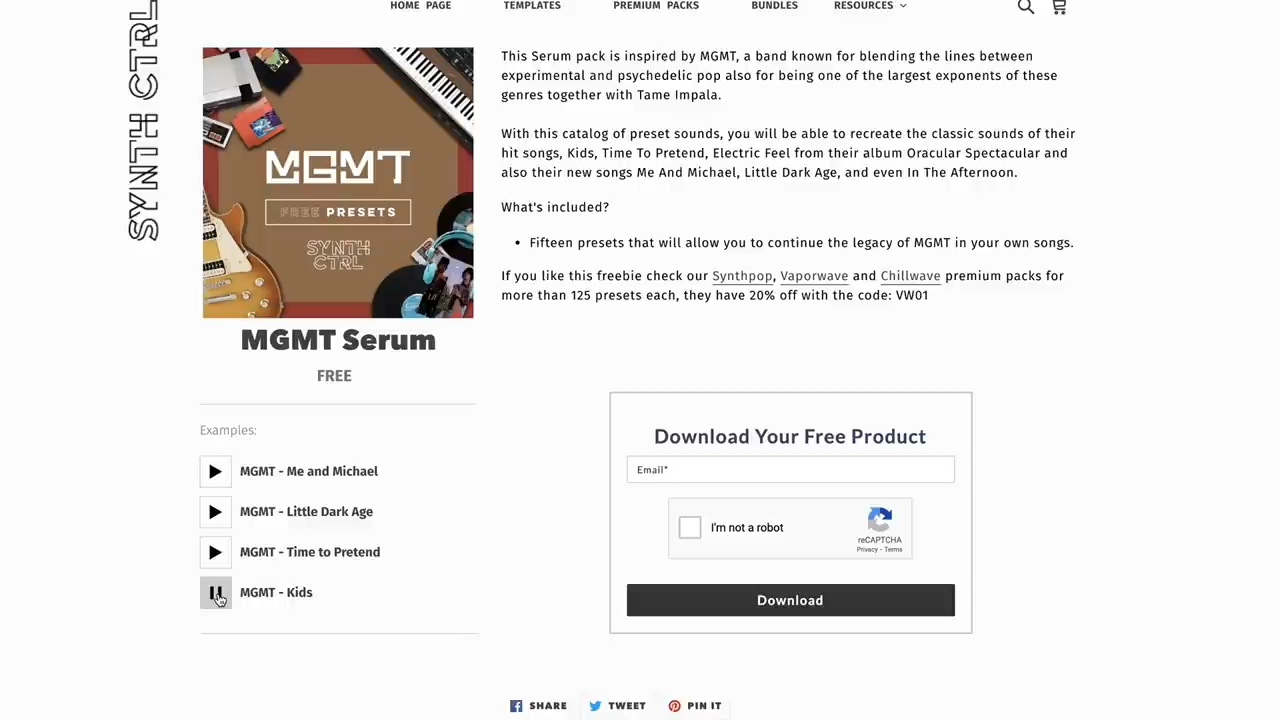 HOME PAGE
TEMPLATES
PREMIUM PACKS
BUNDLES
RESOURCES
SYNTH CTRL
MGMT
FREE PRESETS
SYNTH
CTRL
MGMT Serum
FREE
Examples:
MGMT - Me and Michael
MGMT - Little Dark Age
MGMT - Time to Pretend
MGMT - Kids
This Serum pack is inspired by MGMT, a band known for blending the lines between
experimental and psychedelic pop also for being one of the largest exponents of these
genres together with Tame Impala.
With this catalog of preset sounds, you will be able to recreate the classic sounds of their
hit songs, Kids, Time To Pretend, Electric Feel from their album Oracular Spectacular and
also their new songs Me And Michael, Little Dark Age, and even In The Afternoon.
What's included?
• Fifteen presets that will allow you to continue the legacy of MGMT in your own songs.
If you like this freebie check our Synthpop, Vaporwave and Chillwave premium packs for
more than 125 presets each, they have 20% off with the code: VW01
Download Your Free Product
Email*
I'm not a robot
reCAPTCHA
Privacy - Terms
Download
SHARE
TWEET
PIN IT